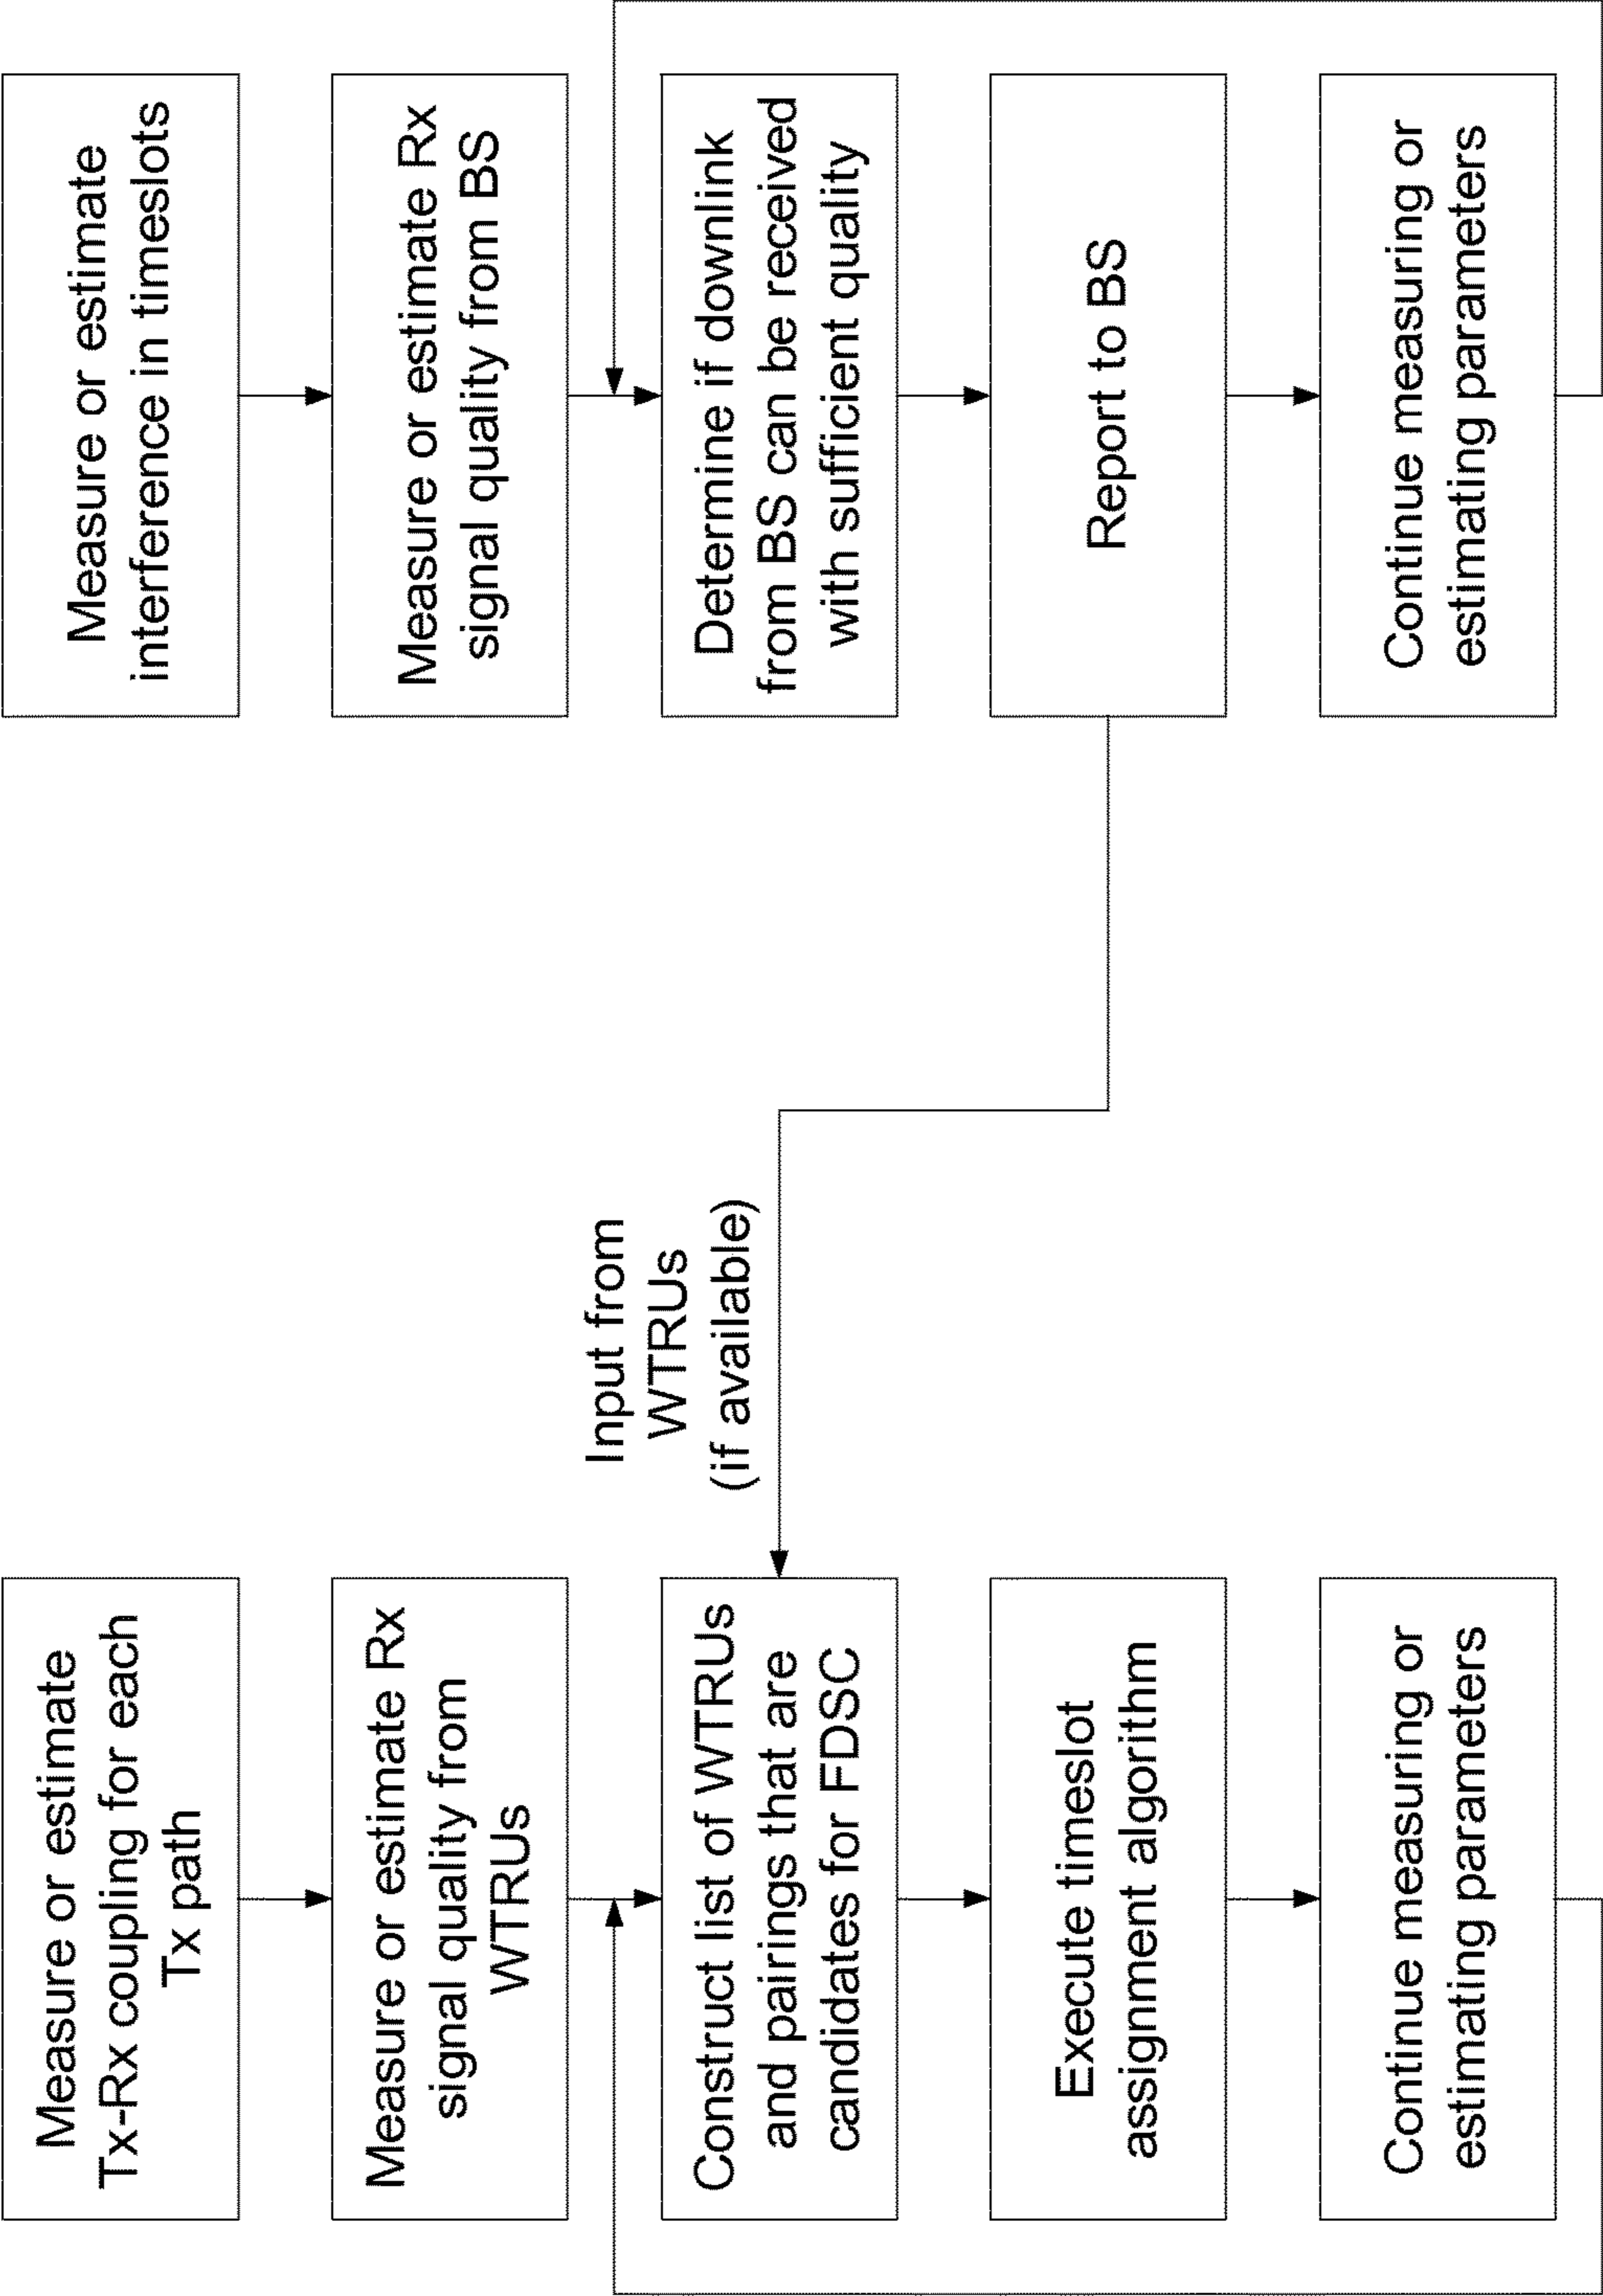 Measure or estimate
Tx-Rx coupling for each
Tx path
Measure or estimate Rx
signal quality from
WTRUs
Construct list of WTRUs
and pairings that are
candidates for FDSC
Execute timeslot
assignment algorithm
Continue measuring or
estimating parameters
Input from
WTRUs
(if available)
Measure or estimate
interference in timeslots
Measure or estimate Rx
signal quality from BS
Determine if downlink
from BS can be received
with sufficient quality
Report to BS
Continue measuring or
estimating parameters